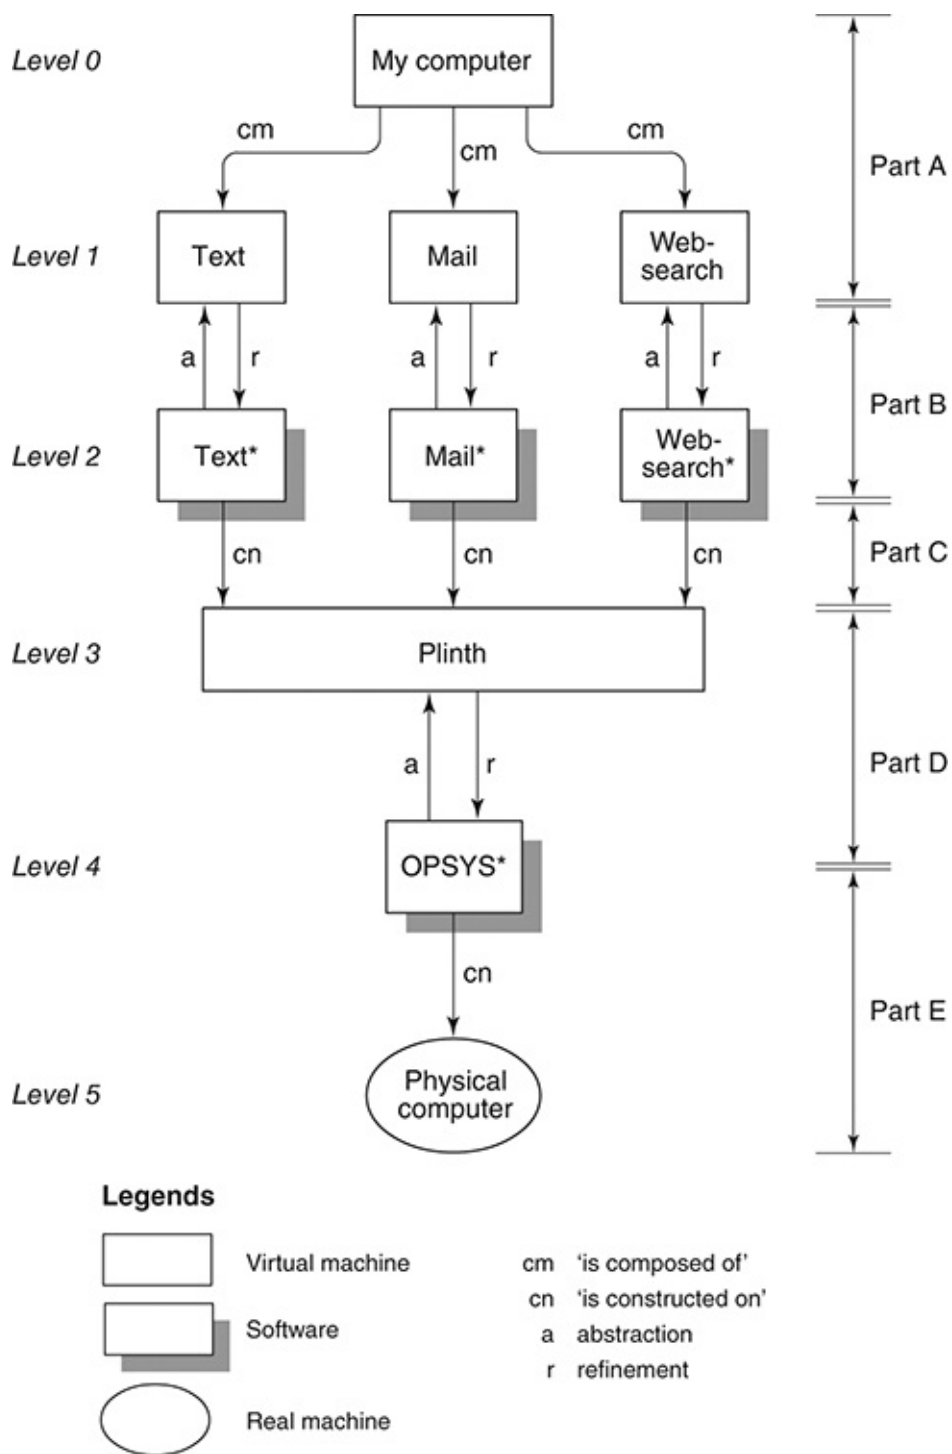 Level 0
My computer
cm
cm
cm
Part A
Level 1
Text
Mail
Web-
search
a
r
a
r
a
r
Part B
Level 2
Text*
Mail*
Web-
search*
cn
cn
cn
Part C
Level 3
Plinth
a
r
Part D
Level 4
OPSYS*
cn
Part E
Level 5
Physical
computer
Legends
Virtual machine
Software
Real machine
cm 'is composed of'
cn 'is constructed on'
a abstraction
r refinement